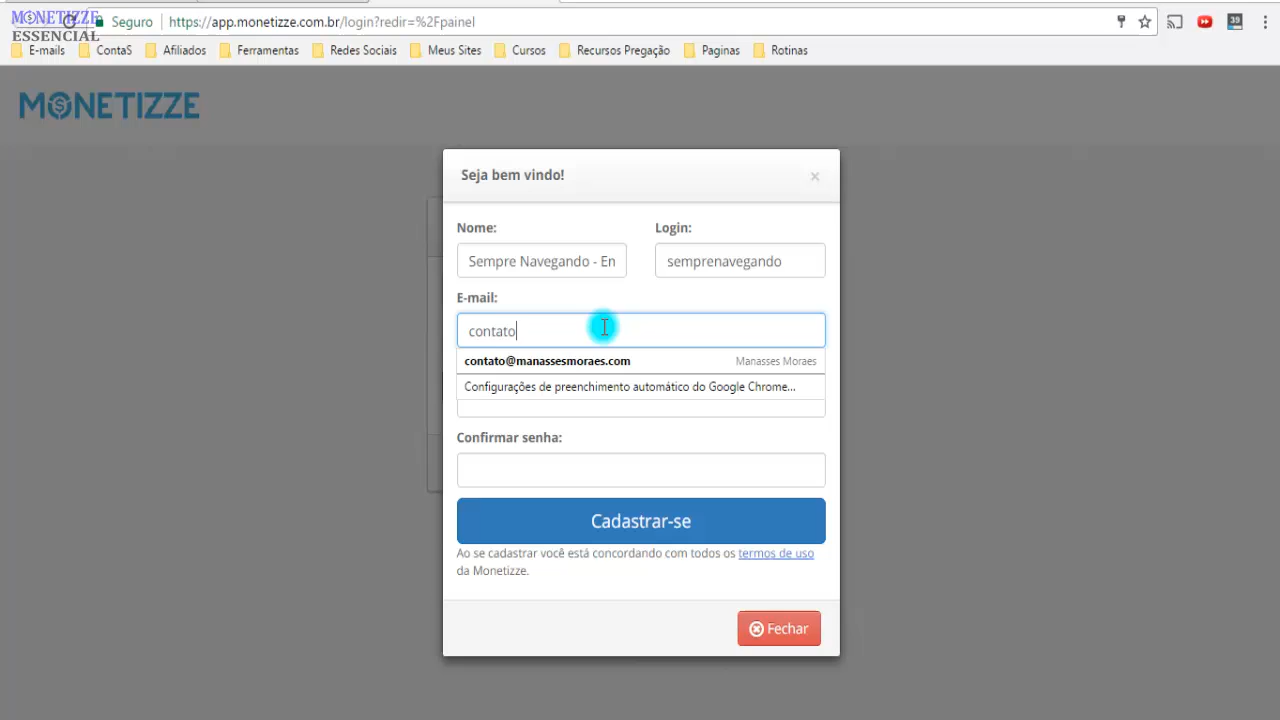 MONETIZZE
ESSENCIAL
Seguro
https://app.monetizze.com.br/login?redir=%2Fpainel
39
E-mails
ContaS
Afiliados
Ferramentas
Redes Sociais
Meus Sites
Cursos
Recursos Pregação
Paginas
Rotinas
MONETIZZE
Seja bem vindo!
×
Nome:
Login:
Sempre Navegando - En
semprenavegando
E-mail:
contato
contato@manassesmoraes.com
Manasses Moraes
Configurações de preenchimento automático do Google Chrome...
Confirmar senha:
Cadastrar-se
Ao se cadastrar você está concordando com todos os termos de uso
da Monetizze.
Fechar